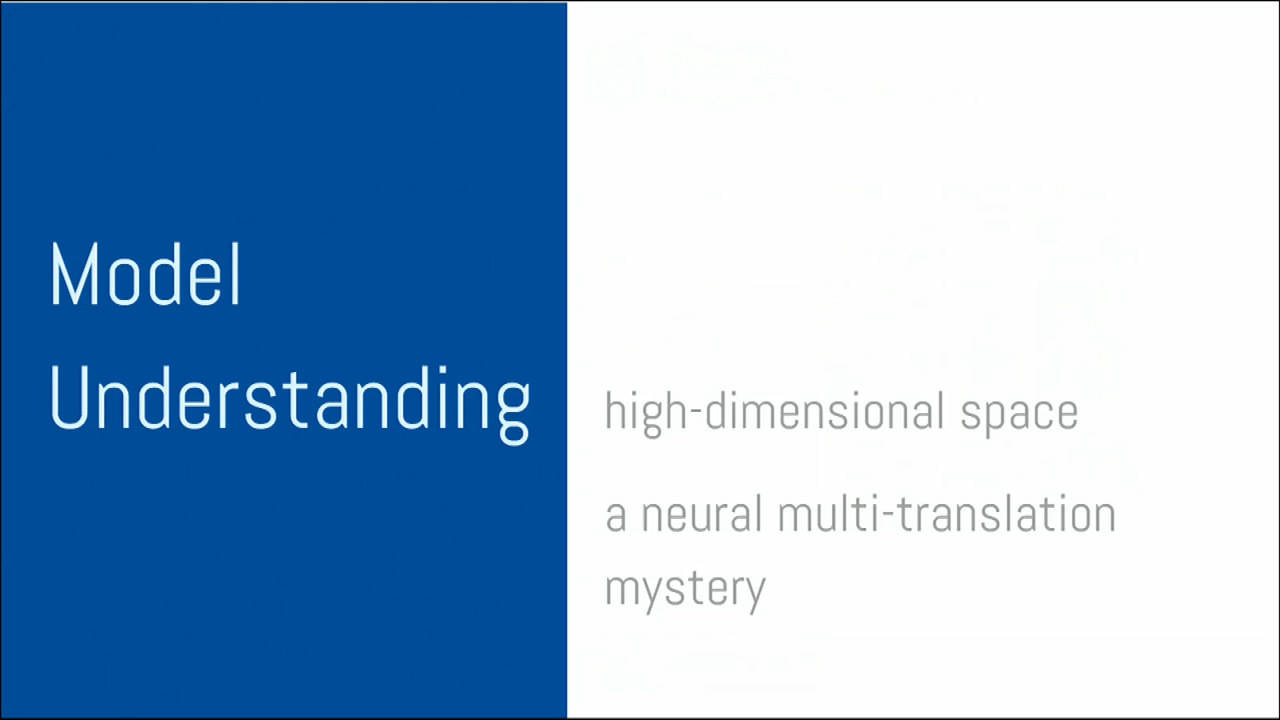 Model
Understanding
high-dimensional space
a neural multi-translation
mystery